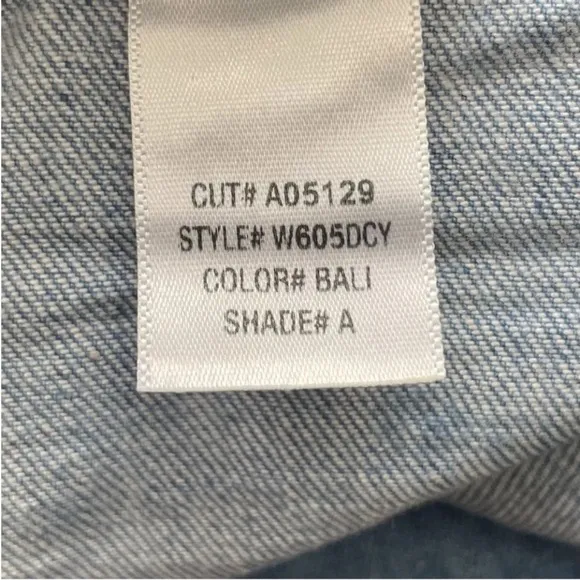 CUT# A05129
STYLE# W605DCY
COLOR# BALI
SHADE# A